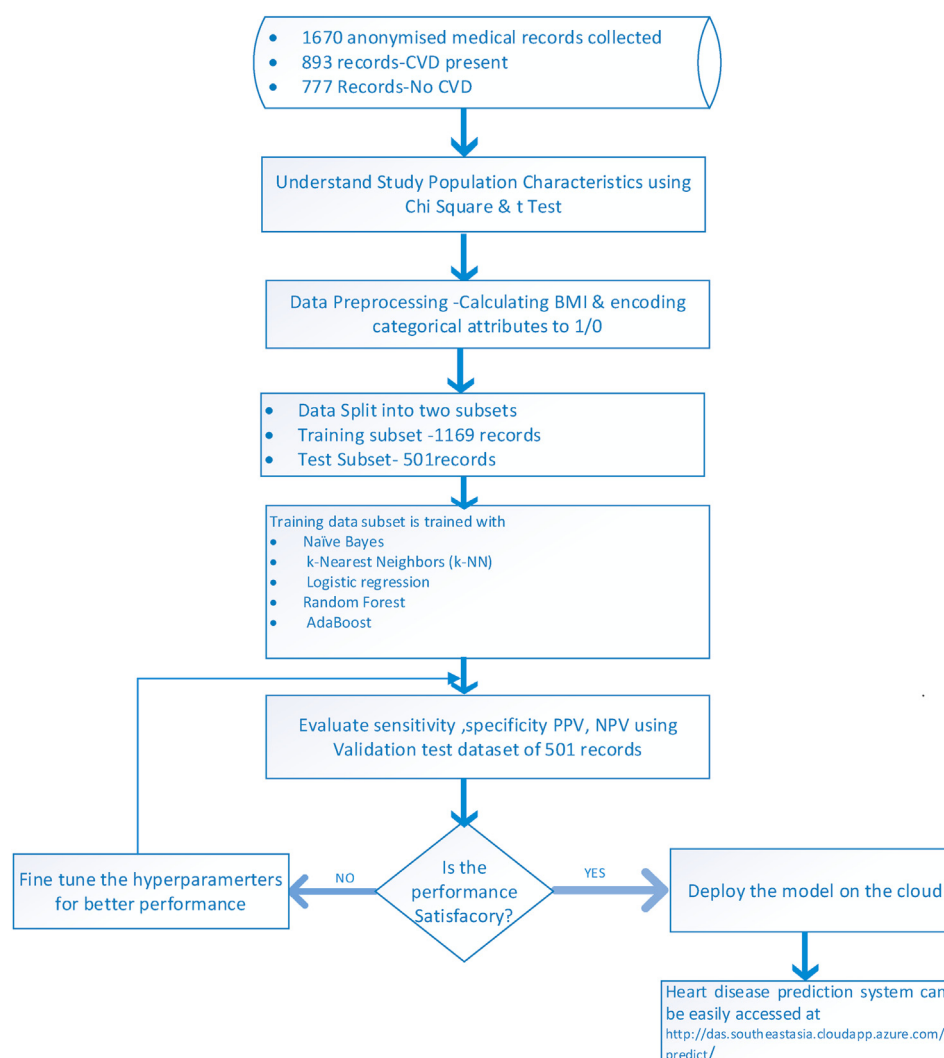 • 1670 anonymised medical records collected
• 893 records-CVD present
• 777 Records-No CVD
Understand Study Population Characteristics using
Chi Square & t Test
Data Preprocessing -Calculating BMI & encoding
categorical attributes to 1/0
• Data Split into two subsets
• Training subset -1169 records
• Test Subset- 501records
Training data subset is trained with
• Naïve Bayes
• k-Nearest Neighbors (k-NN)
• Logistic regression
• Random Forest
• AdaBoost
Evaluate sensitivity ,specificity PPV, NPV using
Validation test dataset of 501 records
Is the
performance
Satisfacory?
NO
YES
Fine tune the hyperparamerters
for better performance
Deploy the model on the cloud
Heart disease prediction system can
be easily accessed at
http://das.southeastasia.cloudapp.azure.com/
predict/